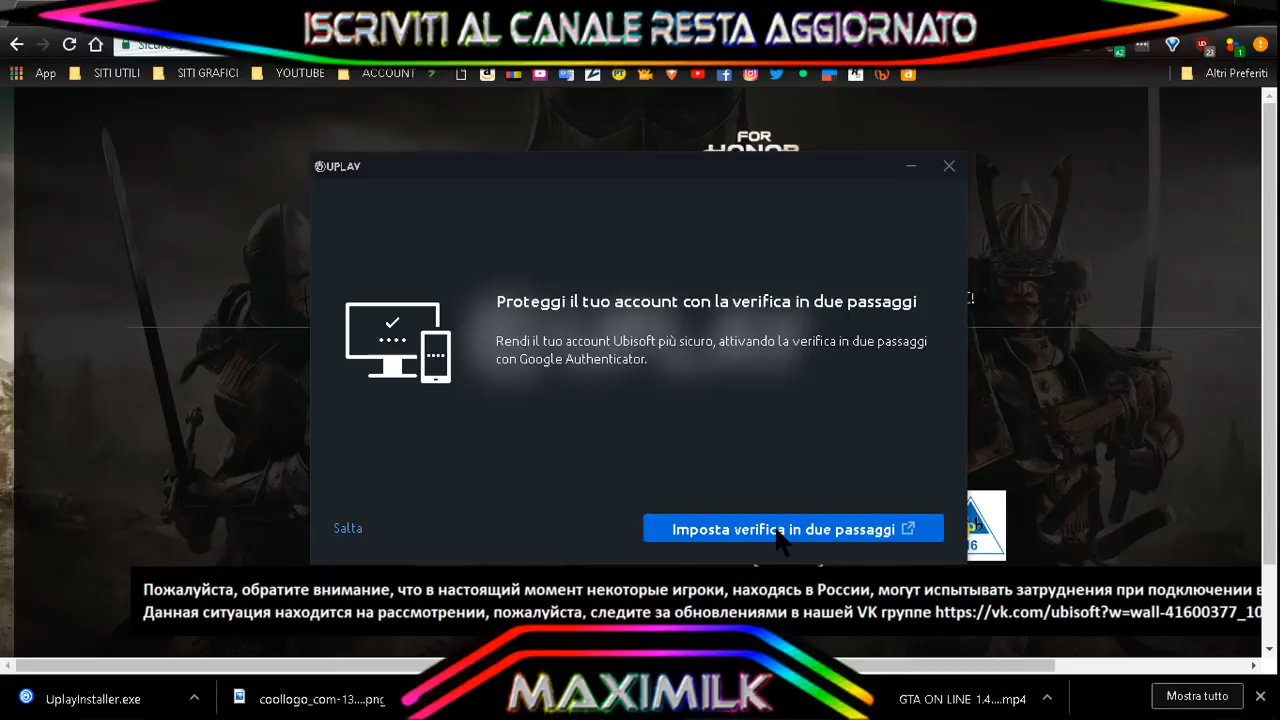 ISCRIVITI AL CANALE RESTA AGGIORNATO
App SITI UTILI SITI GRAFICI YOUTUBE ACCOUNT Altri Preferiti
FOR
HONOR
UPLAY
Proteggi il tuo account con la verifica in due passaggi
Rendi il tuo account Ubisoft più sicuro, attivando la verifica in due passaggi
con Google Authenticator.
Salta
Imposta verifica in due passaggi
Пожалуйста, обратите внимание, что в настоящий момент некоторые игроки, находясь в России, могут испытывать затруднения при подключении в
Данная ситуация находится на рассмотрении, пожалуйста, следите за обновлениями в нашей VK группе https://vk.com/ubisoft?w=wall-41600377_10
MAXIMILK
UplayInstaller.exe coollogo_com-13....png GTA ON LINE 1.4....mp4 Mostra tutto